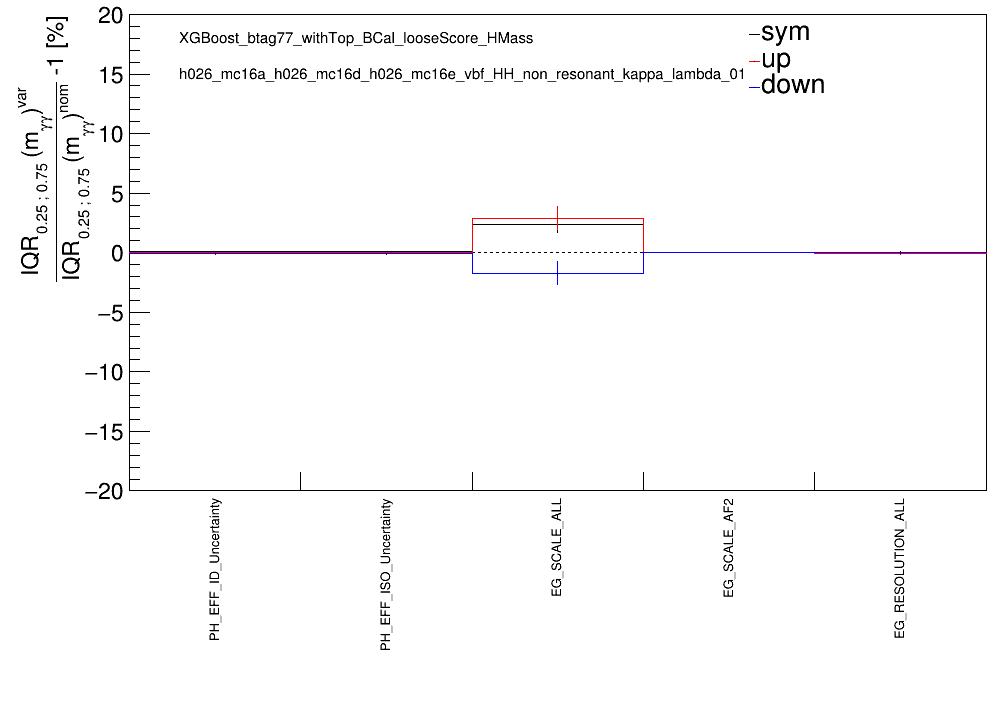 IQR0.25 ; 0.75 (mγγ)var
IQR0.25 ; 0.75 (mγγ)nom -1 [%]
20
15
10
5
0
−5
−10
−15
−20
XGBoost_btag77_withTop_BCal_looseScore_HMass
h026_mc16a_h026_mc16d_h026_mc16e_vbf_HH_non_resonant_kappa_lambda_01
sym
up
down
PH_EFF_ID_Uncertainty
PH_EFF_ISO_Uncertainty
EG_SCALE_ALL
EG_SCALE_AF2
EG_RESOLUTION_ALL